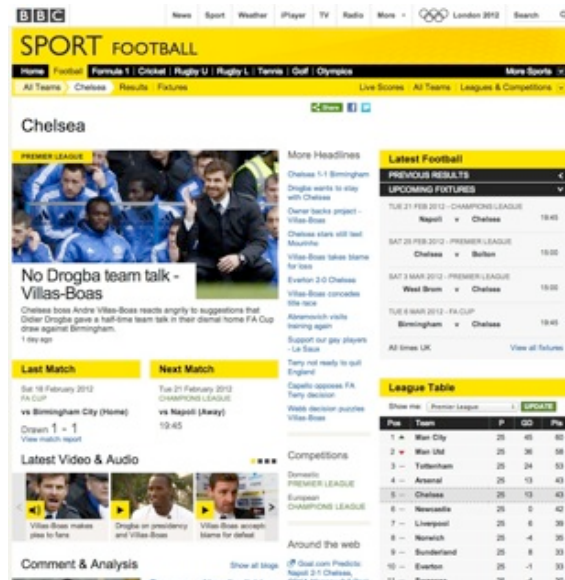 BBC
News Sport Weather iPlayer TV Radio More London 2012 Search
SPORT FOOTBALL
Home Football Formula 1 Cricket Rugby U Rugby L Tennis Golf Olympics More Sports
All Teams Chelsea Results Fixtures Live Scores All Teams Leagues & Competitions
Share
Chelsea
PREMIER LEAGUE
No Drogba team talk -
Villas-Boas
Chelsea boss Andre Villas-Boas reacts angrily to suggestions that
Didier Drogba gave a half-time team talk in their dismal home FA Cup
draw against Birmingham.
1 day ago
Last Match
Sat 18 February 2012
FA CUP
vs Birmingham City (Home)
Drawn 1 - 1
View match report
Next Match
Tue 21 February 2012
CHAMPIONS LEAGUE
vs Napoli (Away)
19:45
Latest Video & Audio
Villas-Boas makes
plea to fans
Drogba on presidency
and Villas-Boas
Villas-Boas accepts
blame for defeat
Comment & Analysis Show all blogs
More Headlines
Chelsea 1-1 Birmingham
Drogba wants to stay
with Chelsea
Owner backs project -
Villas-Boas
Chelsea stars still text
Mourinho
Villas-Boas takes blame
for loss
Everton 2-0 Chelsea
Villas-Boas concedes
title race
Abramovich visits
training again
Support our gay players
- Le Saux
Terry not ready to quit
England
Capello opposes FA
Terry decision
Webb decision puzzles
Villas-Boas
Competitions
Domestic
PREMIER LEAGUE
European
CHAMPIONS LEAGUE
Around the web
Goal.com Predicts:
Napoli 2-1 Chelsea,
Latest Football
PREVIOUS RESULTS
UPCOMING FIXTURES
TUE 21 FEB 2012 - CHAMPIONS LEAGUE
Napoli v Chelsea 19:45
SAT 25 FEB 2012 - PREMIER LEAGUE
Chelsea v Bolton 15:00
SAT 3 MAR 2012 - PREMIER LEAGUE
West Brom v Chelsea 15:00
TUE 6 MAR 2012 - FA CUP
Birmingham v Chelsea 19:45
All times UK View all fixtures
League Table
Show me: Premier League UPDATE
Pos Team P GD Pts
1 Man City 25 45 60
2 Man Utd 25 36 58
3 Tottenham 25 24 53
4 Arsenal 25 13 43
5 Chelsea 25 13 43
6 Newcastle 25 0 42
7 Liverpool 25 6 39
8 Norwich 25 -4 35
9 Sunderland 25 8 33
10 Everton 25 -1 33